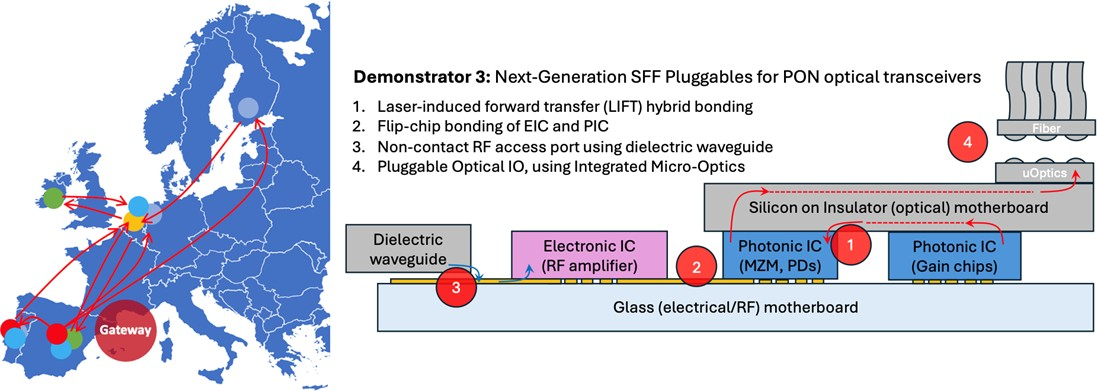 Gateway
Demonstrator 3: Next-Generation SFF Pluggables for PON optical transceivers
1. Laser-induced forward transfer (LIFT) hybrid bonding
2. Flip-chip bonding of EIC and PIC
3. Non-contact RF access port using dielectric waveguide
4. Pluggable Optical IO, using Integrated Micro-Optics
4
Fiber
uOptics
Silicon on Insulator (optical) motherboard
Dielectric
waveguide
Electronic IC
(RF amplifier)
Photonic IC
(MZM, PDs)
1
Photonic IC
(Gain chips)
2
3
Glass (electrical/RF) motherboard